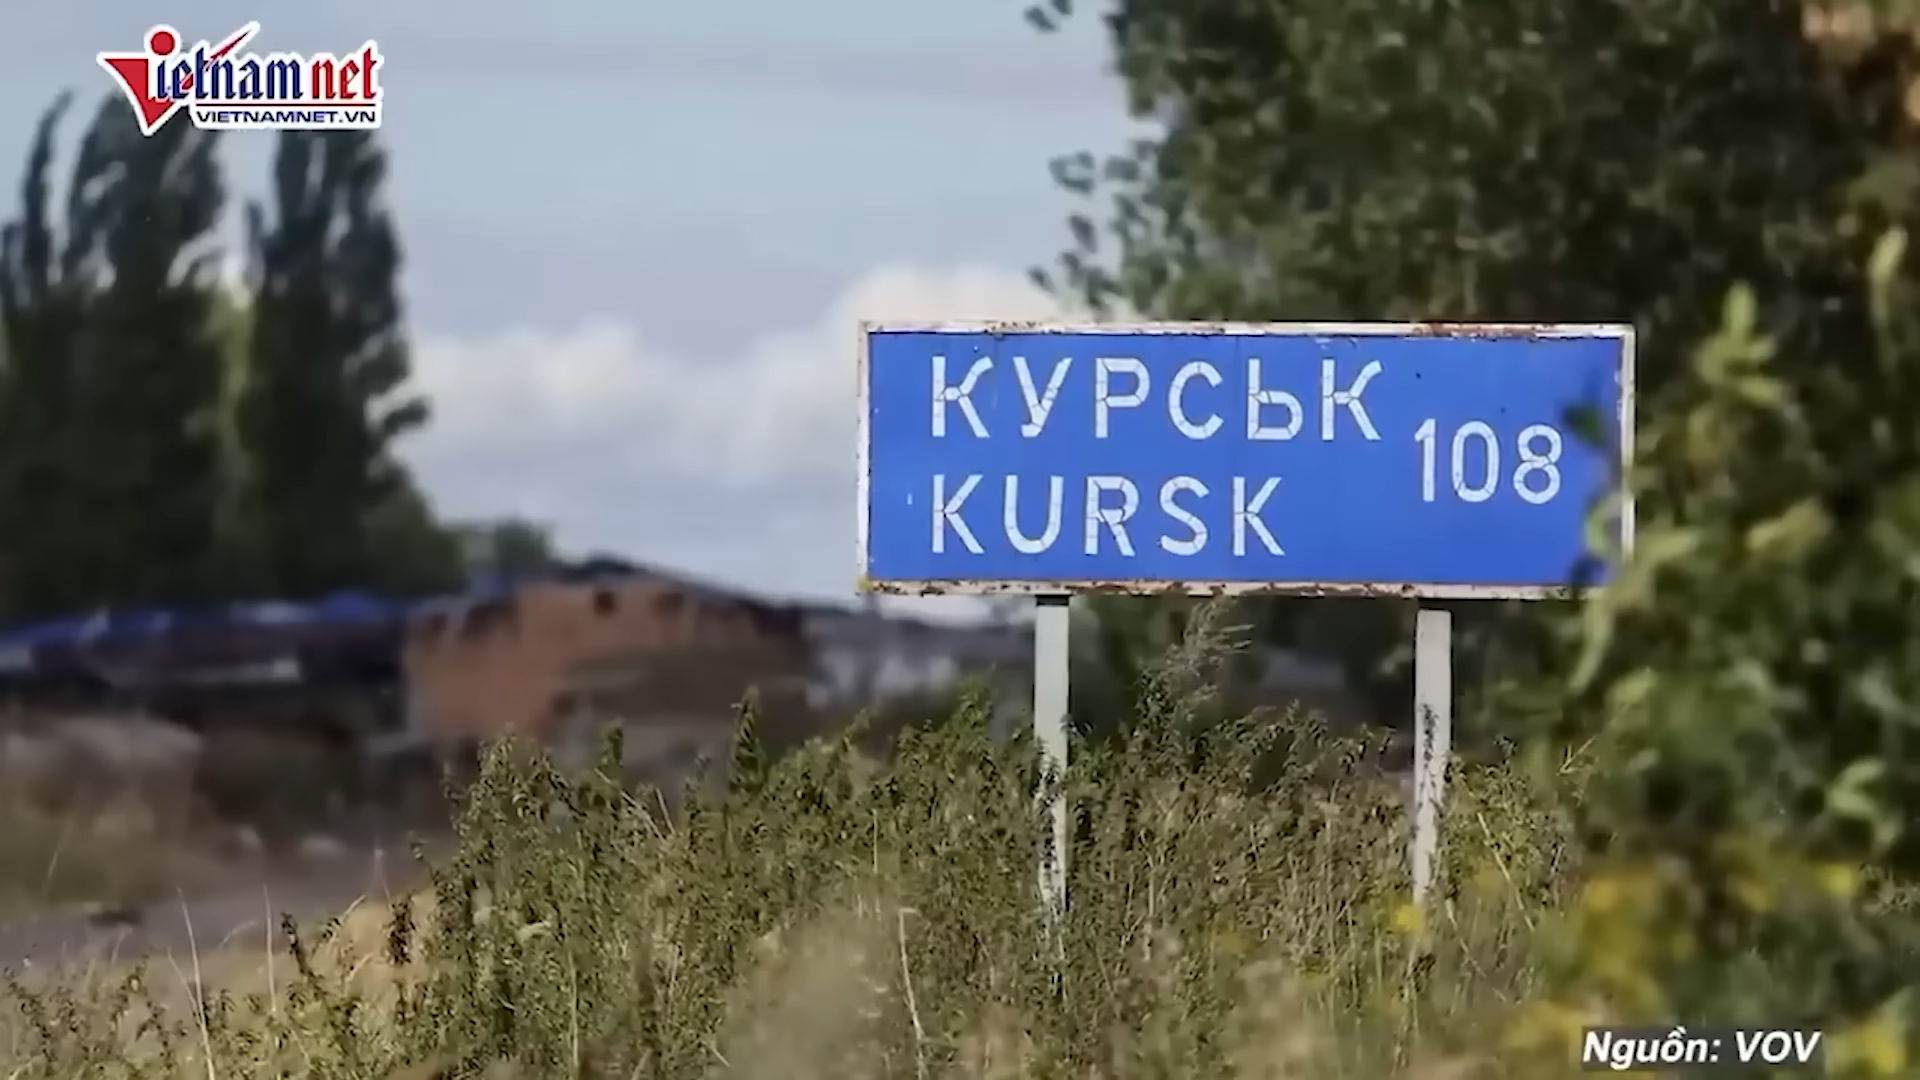 Vietnamnet
VIETNAMNET.VN
КУРСЬК
KURSK
108
Nguồn: VOV